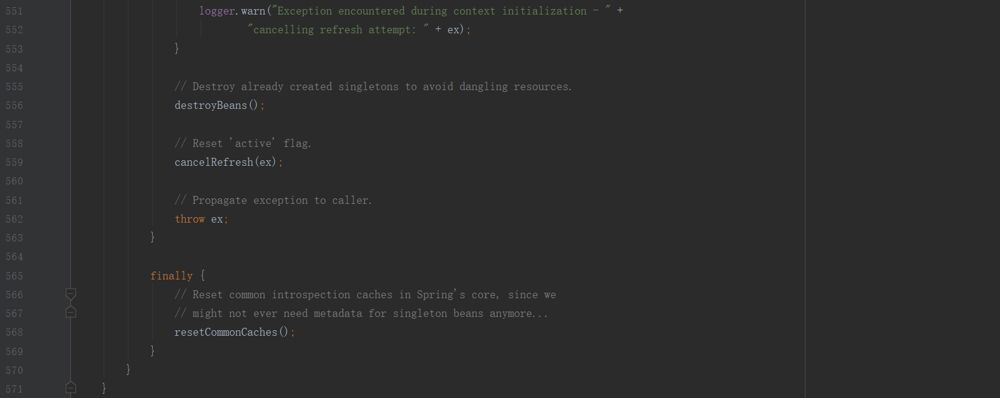 551 logger.warn("Exception encountered during context initialization - " +
552 "cancelling refresh attempt: " + ex);
553 }
554
555 // Destroy already created singletons to avoid dangling resources.
556 destroyBeans();
557
558 // Reset 'active' flag.
559 cancelRefresh(ex);
560
561 // Propagate exception to caller.
562 throw ex;
563 }
564
565 finally {
566 // Reset common introspection caches in Spring's core, since we
567 // might not ever need metadata for singleton beans anymore...
568 resetCommonCaches();
569 }
570 }
571 }